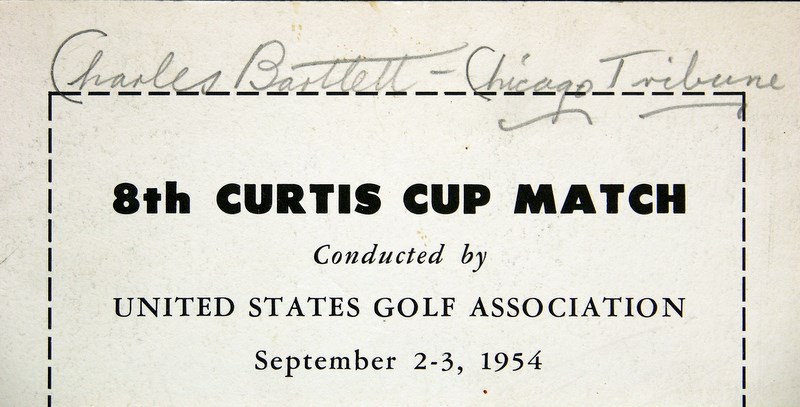 Charles Bartlett - Chicago Tribune
8th CURTIS CUP MATCH
Conducted by
UNITED STATES GOLF ASSOCIATION
September 2-3, 1954